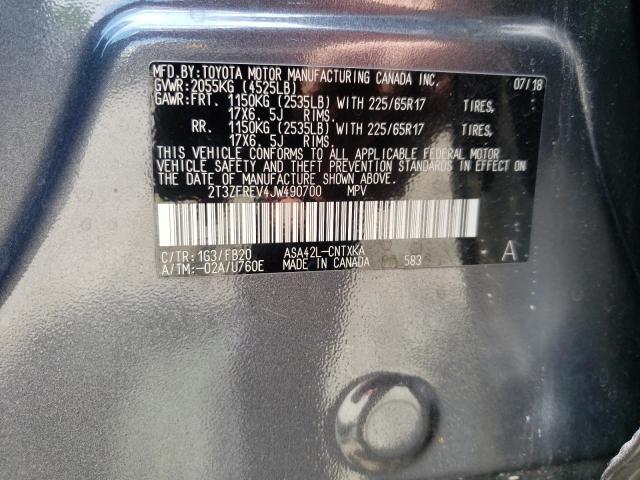 MFD.BY:TOYOTA MOTOR MANUFACTURING CANADA INC. 07/18
GVWR:2055KG (4525LB)
GAWR:FRT. 1150KG (2535LB) WITH 225/65R17 TIRES,
17X6. 5J RIMS.
RR. 1150KG (2535LB) WITH 225/65R17 TIRES,
17X6. 5J RIMS.
THIS VEHICLE CONFORMS TO ALL APPLICABLE FEDERAL MOTOR
VEHICLE SAFETY AND THEFT PREVENTION STANDARDS IN EFFECT ON
THE DATE OF MANUFACTURE SHOWN ABOVE.
2T3ZFREV4JW490700 MPV
C/TR:1G3/FB20 ASA42L-CNTXKA
A/TM:-02A/U760E MADE IN CANADA 583 A